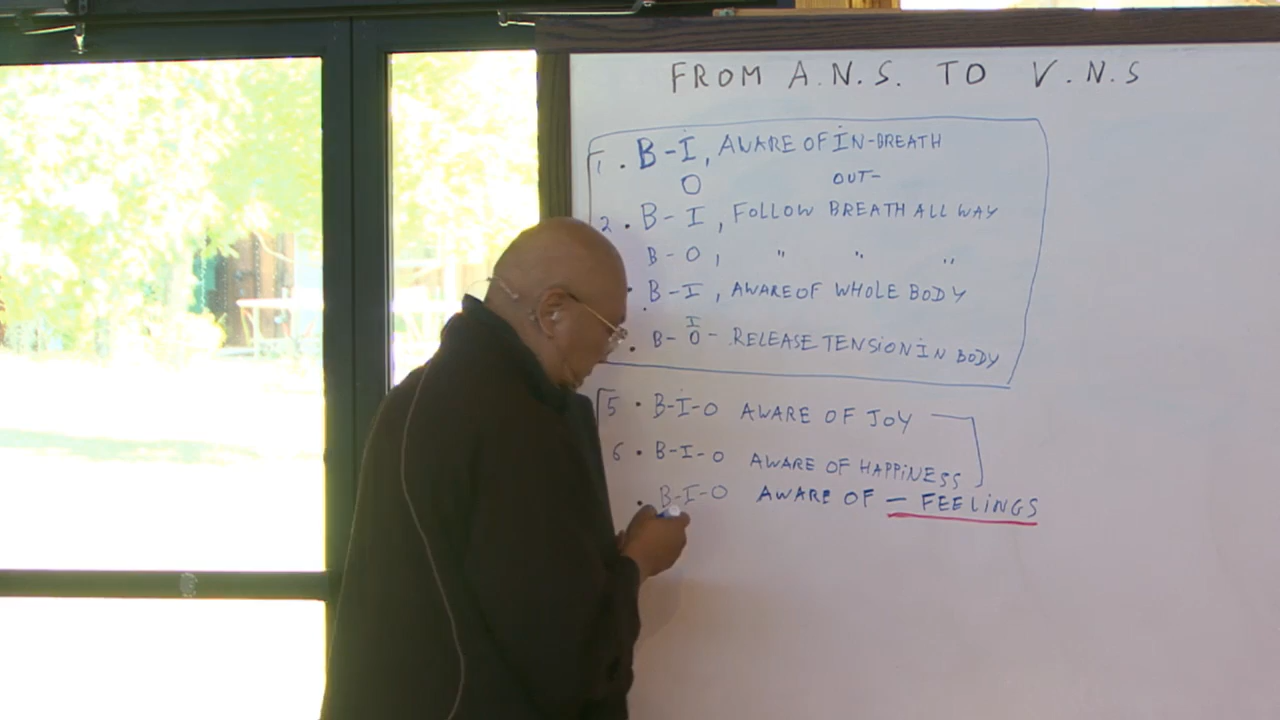 FROM A.N.S. TO V.N.S
1. B-I, AWARE OF IN-BREATH
O OUT-
2. B-I, FOLLOW BREATH ALL WAY
B-O, " " "
. B-I, AWARE OF WHOLE BODY
I
. B-O- RELEASE TENSION IN BODY
5 . B-I-O AWARE OF JOY
6 . B-I-O AWARE OF HAPPINESS
. B-I-O AWARE OF — FEELINGS